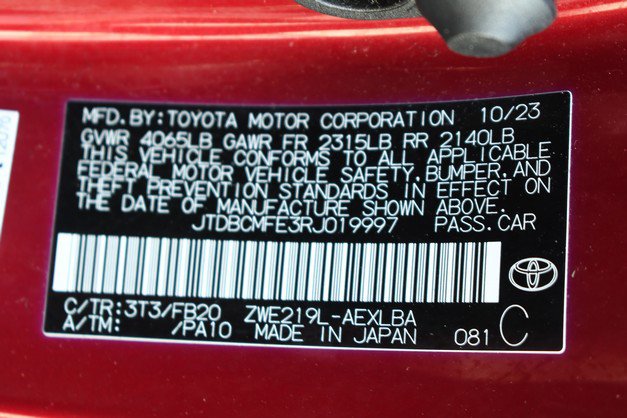 MFD.BY:TOYOTA MOTOR CORPORATION 10/23
GVWR 4065LB GAWR FR 2315LB RR 2140LB
THIS VEHICLE CONFORMS TO ALL APPLICABLE
FEDERAL MOTOR VEHICLE SAFETY,BUMPER,AND
THEFT PREVENTION STANDARDS IN EFFECT ON
THE DATE OF MANUFACTURE SHOWN ABOVE.
JTDBCMFE3RJ019997 PASS.CAR
C/TR:3T3/FB20 ZWE219L-AEXLBA
A/TM: /PA10 MADE IN JAPAN 081 C